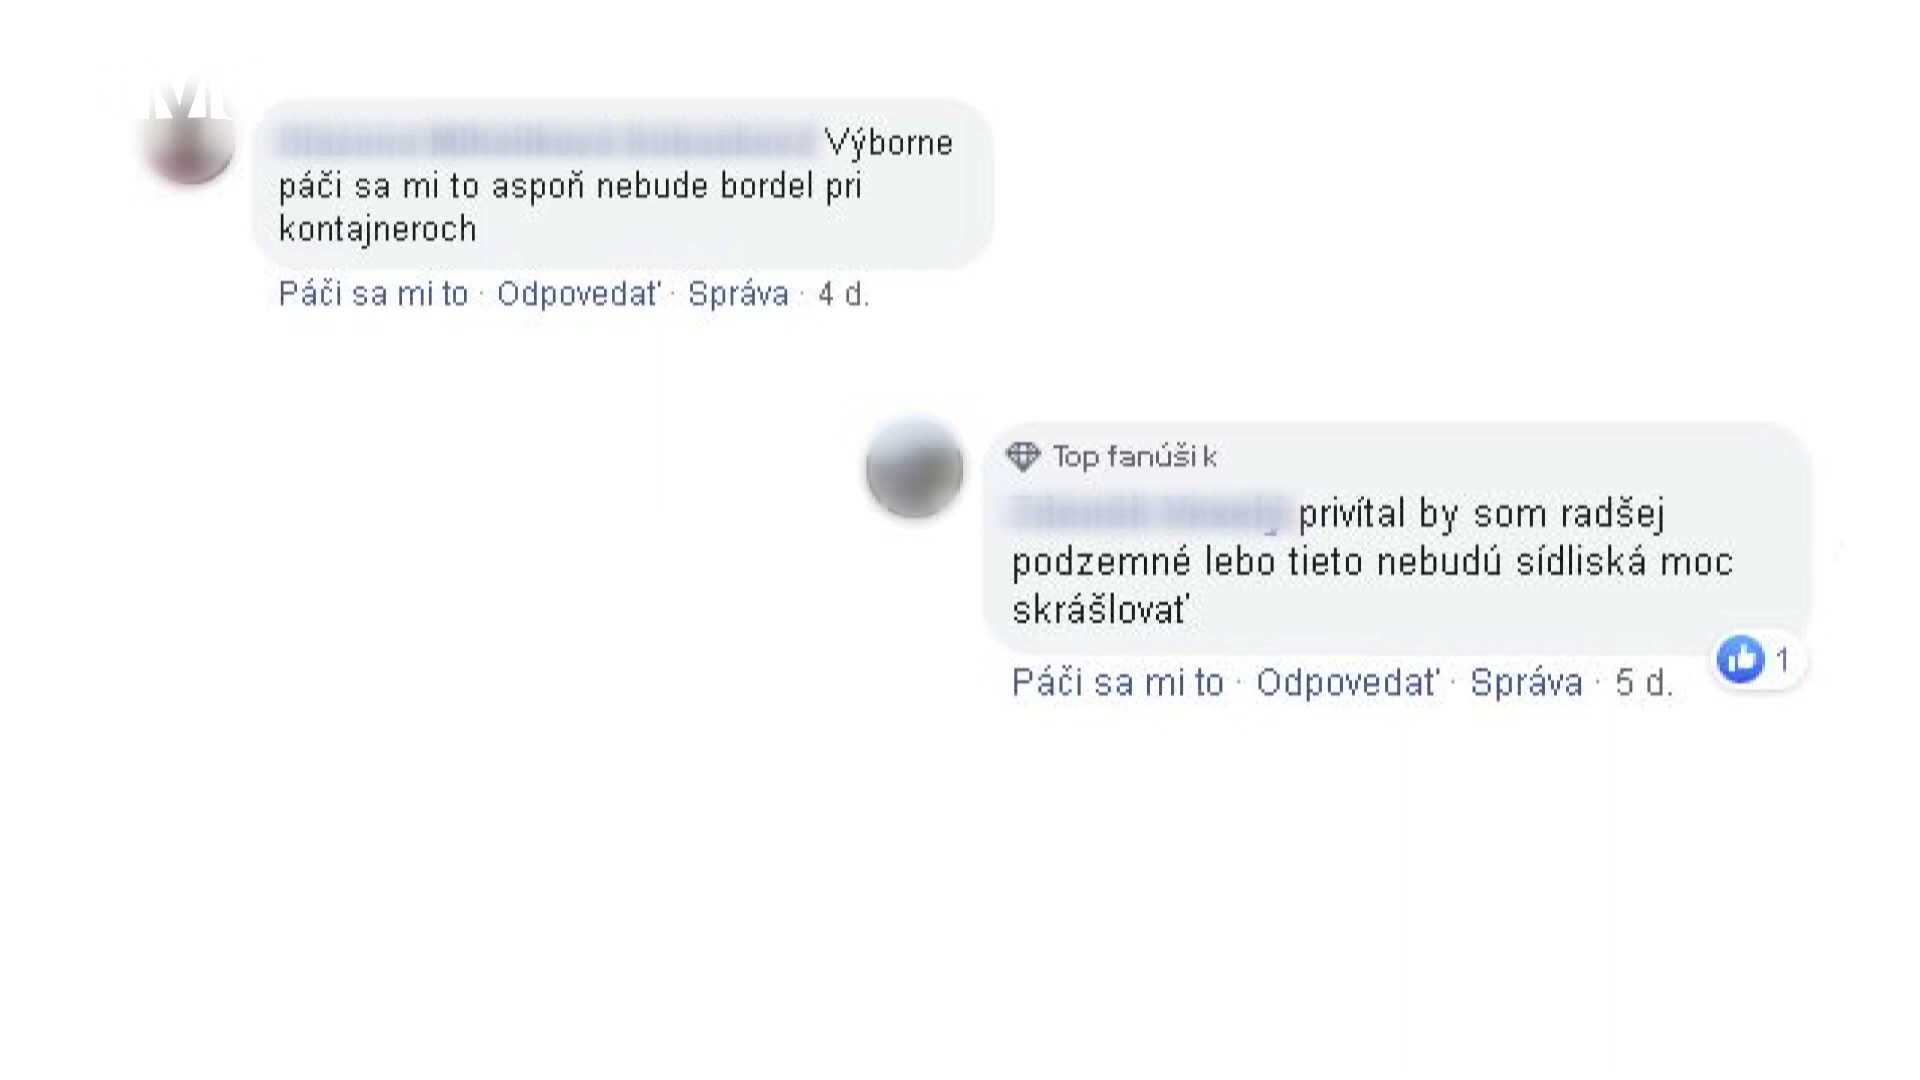 Výborne
páči sa mi to aspoň nebude bordel pri
kontajneroch
Páči sa mi to · Odpovedať · Správa · 4 d.
Top fanúšik
privítal by som radšej
podzemné lebo tieto nebudú sídliská moc
skrášlovať
1
Páči sa mi to · Odpovedať · Správa · 5 d.